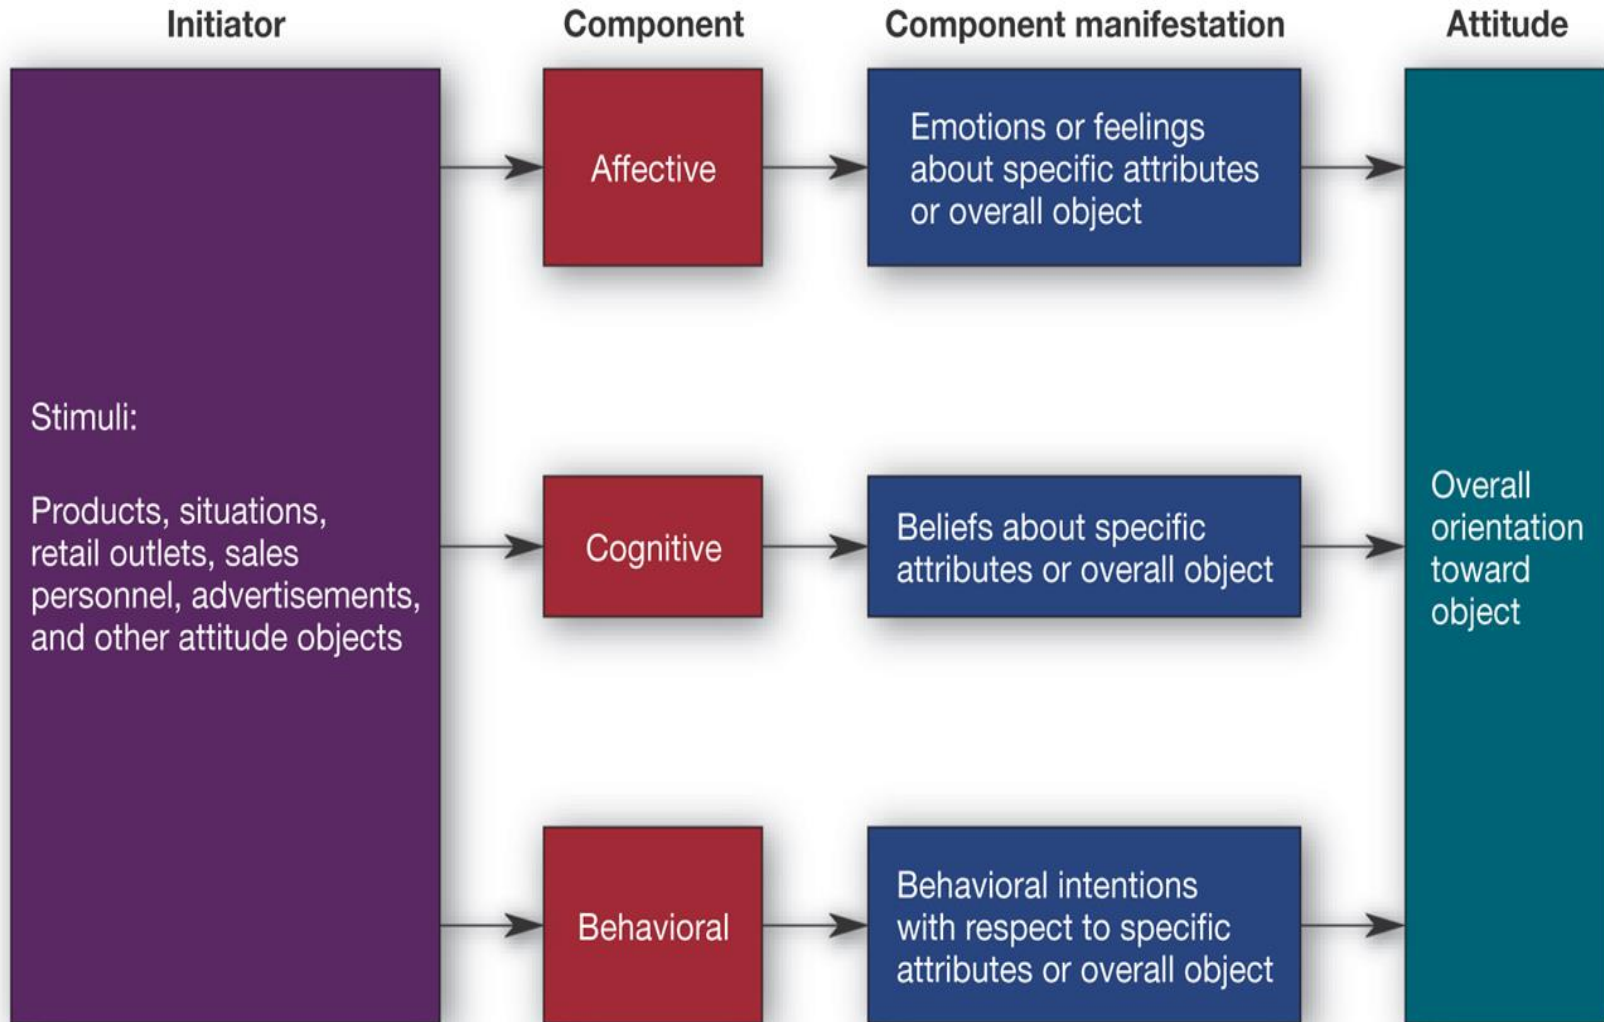 Initiator
Component
Component manifestation
Attitude
Stimuli:
Products, situations,
retail outlets, sales
personnel, advertisements,
and other attitude objects
Affective
Emotions or feelings
about specific attributes
or overall object
Cognitive
Beliefs about specific
attributes or overall object
Behavioral
Behavioral intentions
with respect to specific
attributes or overall object
Overall
orientation
toward
object